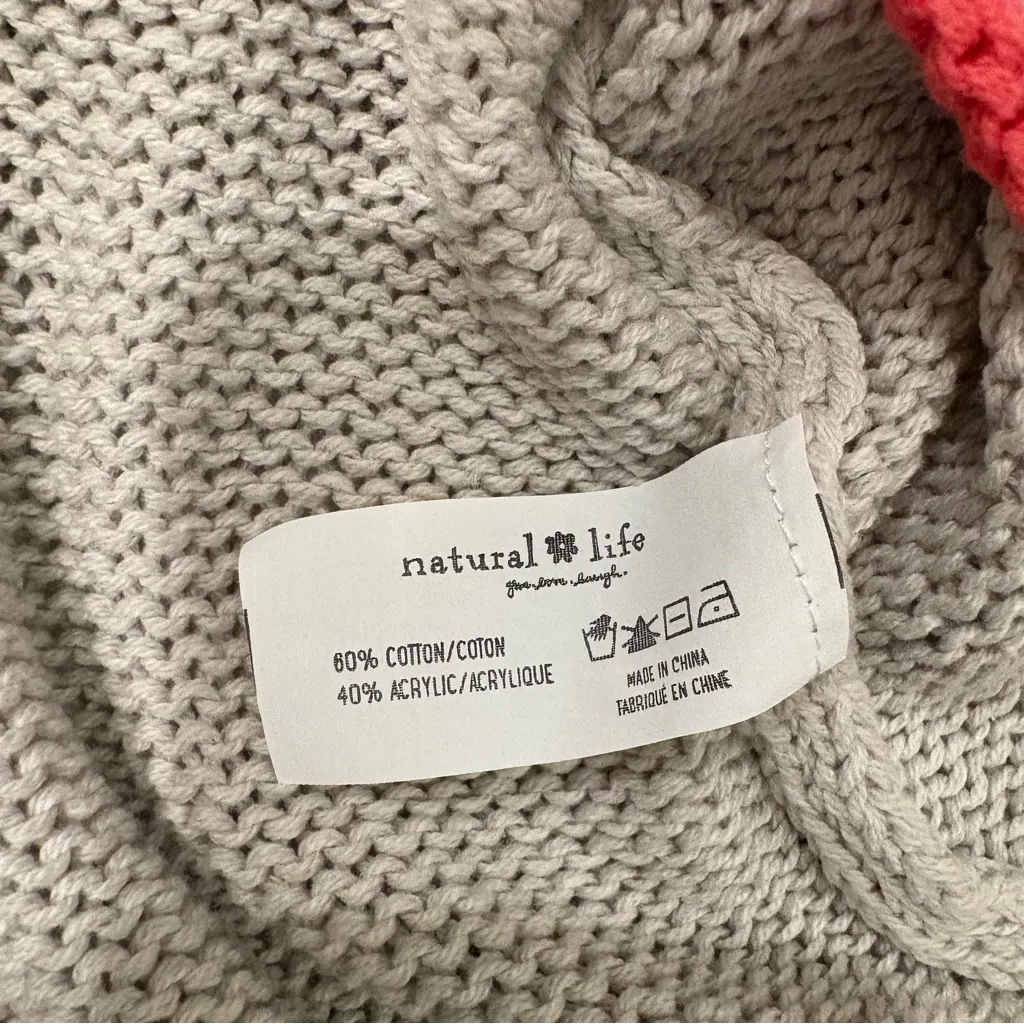 natural life
give. love. laugh.
60% COTTON/COTON
40% ACRYLIC/ACRYLIQUE
MADE IN CHINA
FABRIQUÉ EN CHINE